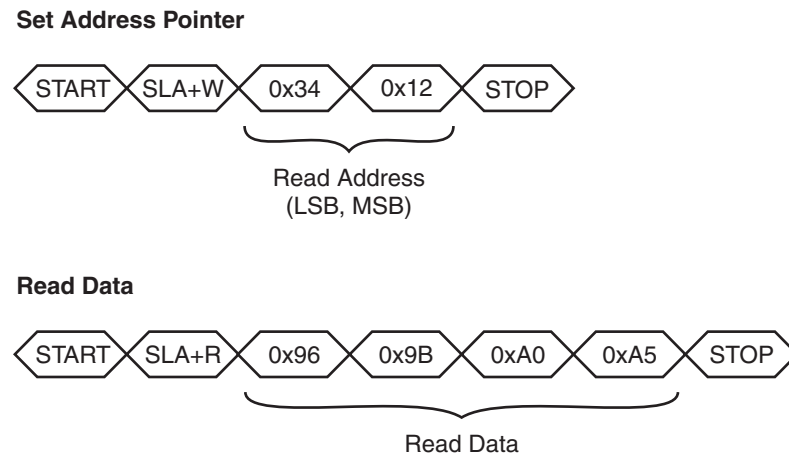 Set Address Pointer
START SLA+W 0x34 0x12 STOP
Read Address
(LSB, MSB)
Read Data
START SLA+R 0x96 0x9B 0xA0 0xA5 STOP
Read Data